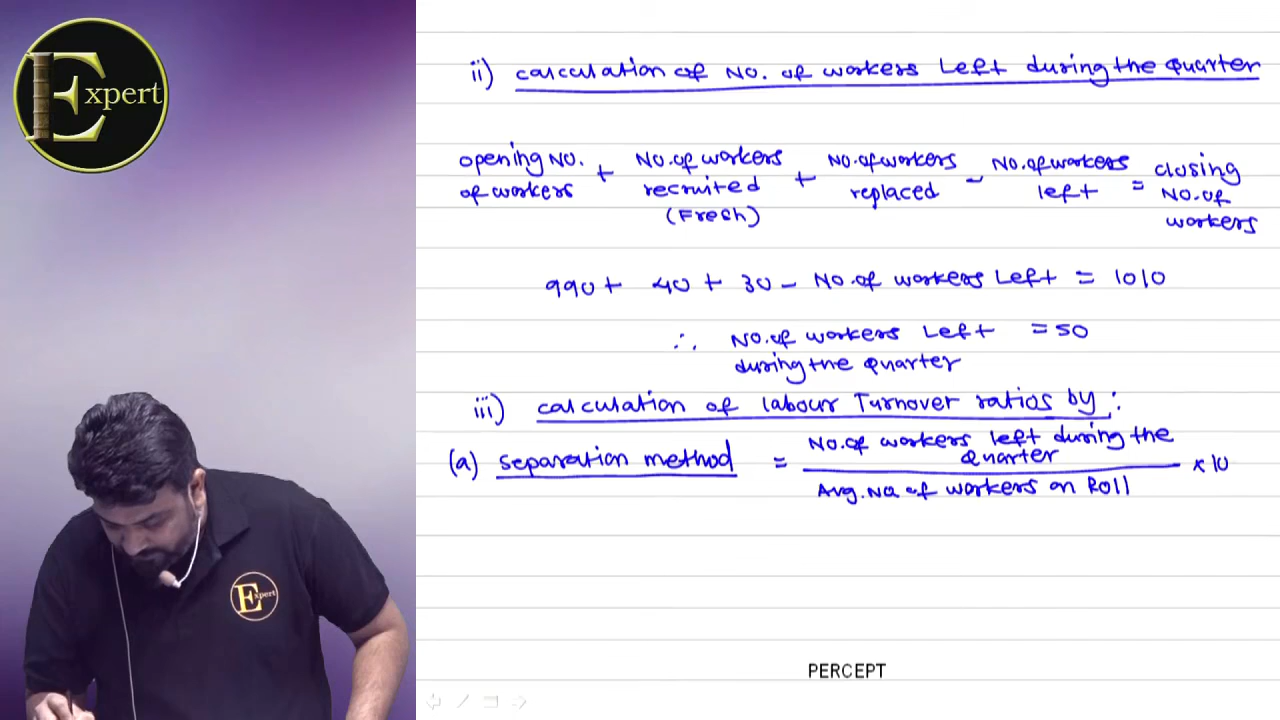 Expert
ii) calculation of No. of workers Left during the Quarter
opening No. of workers + No. of workers recruited (Fresh) + No. of workers replaced - No. of workers left = closing No. of workers
990 + 40 + 30 - No. of workers Left = 1010
∴ No. of workers Left = 50
during the Quarter
iii) calculation of labour Turnover ratios by :
(a) separation method = No. of workers left during the Quarter / Avg. No. of workers on Roll × 10
Expert
PERCEPT